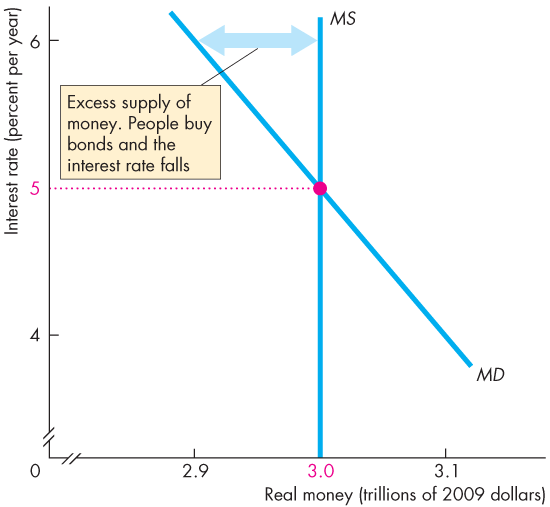 Interest rate (percent per year)
6
MS
Excess supply of
money. People buy
bonds and the
interest rate falls
5
4
MD
0
2.9
3.0
3.1
Real money (trillions of 2009 dollars)